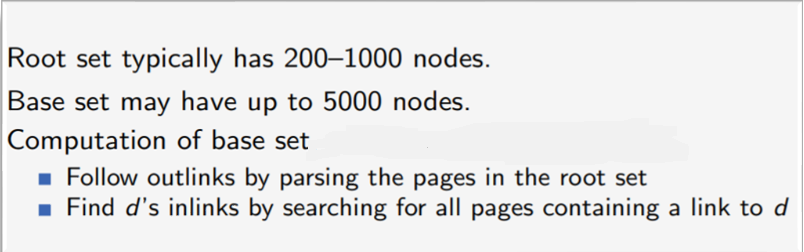 Root set typically has 200–1000 nodes.
Base set may have up to 5000 nodes.
Computation of base set
Follow outlinks by parsing the pages in the root set
Find d's inlinks by searching for all pages containing a link to d